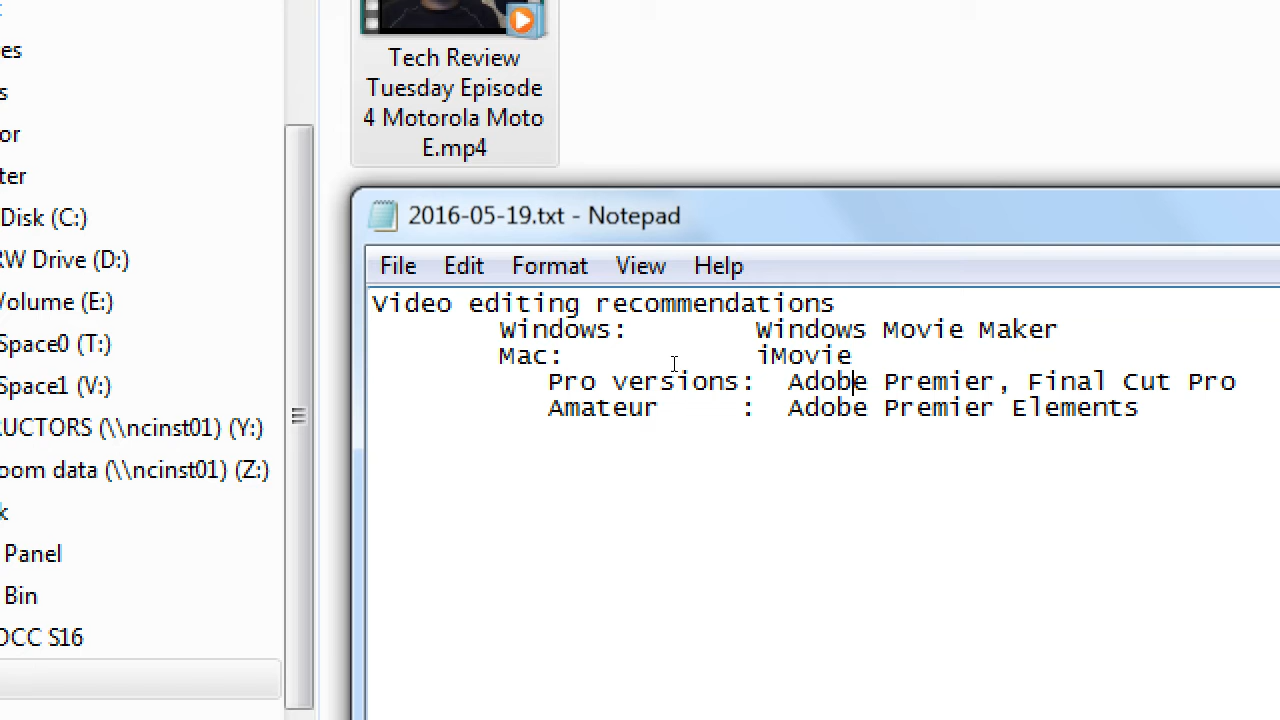 es
s
or
ter
Disk (C:)
RW Drive (D:)
Volume (E:)
Space0 (T:)
Space1 (V:)
RUCTORS (\\ncinst01) (Y:)
oom data (\\ncinst01) (Z:)
k
Panel
Bin
OCC S16
Tech Review
Tuesday Episode
4 Motorola Moto
E.mp4
2016-05-19.txt - Notepad
File Edit Format View Help
Video editing recommendations
Windows: Windows Movie Maker
Mac: iMovie
Pro versions: Adobe Premier, Final Cut Pro
Amateur : Adobe Premier Elements